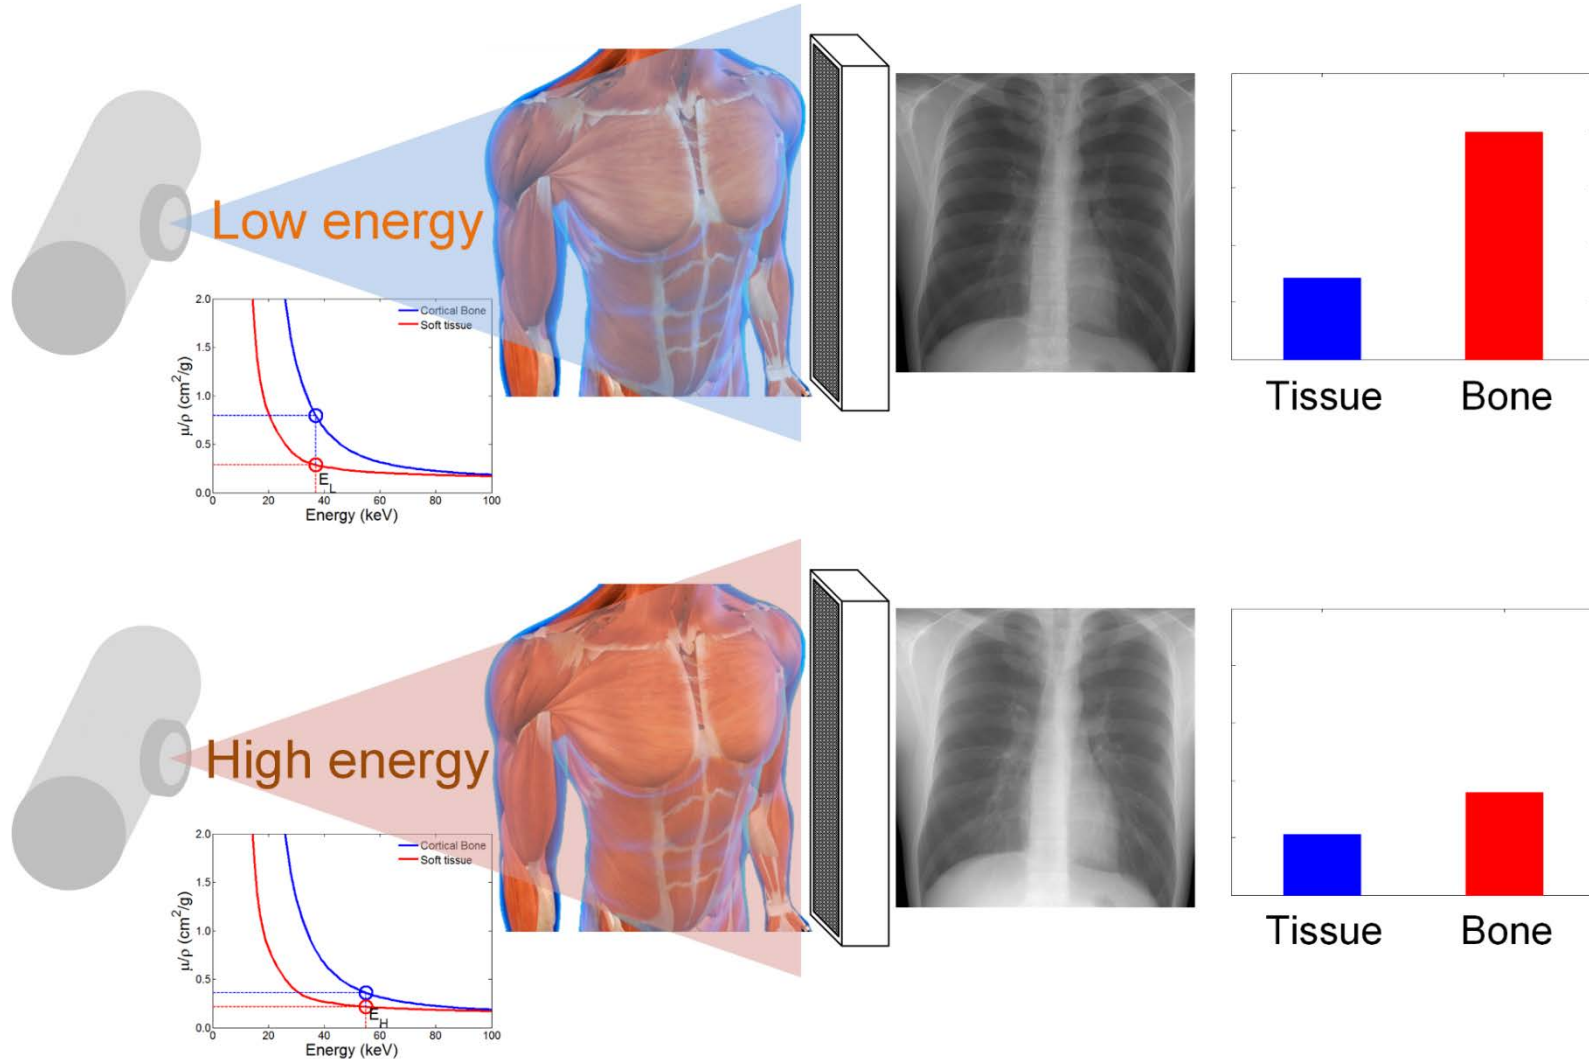 Low energy
2.0
1.5
1.0
0.5
0.0
μ/ρ (cm²/g)
Cortical Bone
Soft tissue
E_L
0 20 40 60 80 100
Energy (keV)
Tissue Bone
High energy
2.0
1.5
1.0
0.5
0.0
μ/ρ (cm²/g)
Cortical Bone
Soft tissue
E_H
0 20 40 60 80 100
Energy (keV)
Tissue Bone